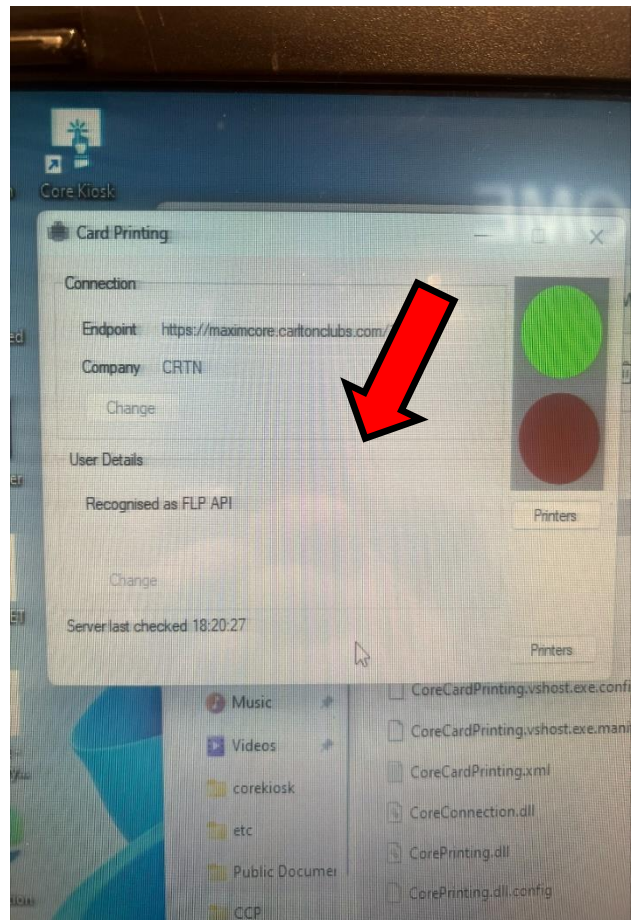 Core Kiosk
OME
Card Printing
Connection
Endpoint https://maximcore.carltonclubs.com/
Company CRTN
Change
User Details
Recognised as FLP API
Printers
Change
Server last checked 18:20:27
Printers
Music
CoreCardPrinting.vshost.exe.confi
Videos
CoreCardPrinting.vshost.exe.mani
corekiosk
CoreCardPrinting.xml
etc
CoreConnection.dll
Public Documer
CorePrinting.dll
CCP
CorePrinting.dll.config